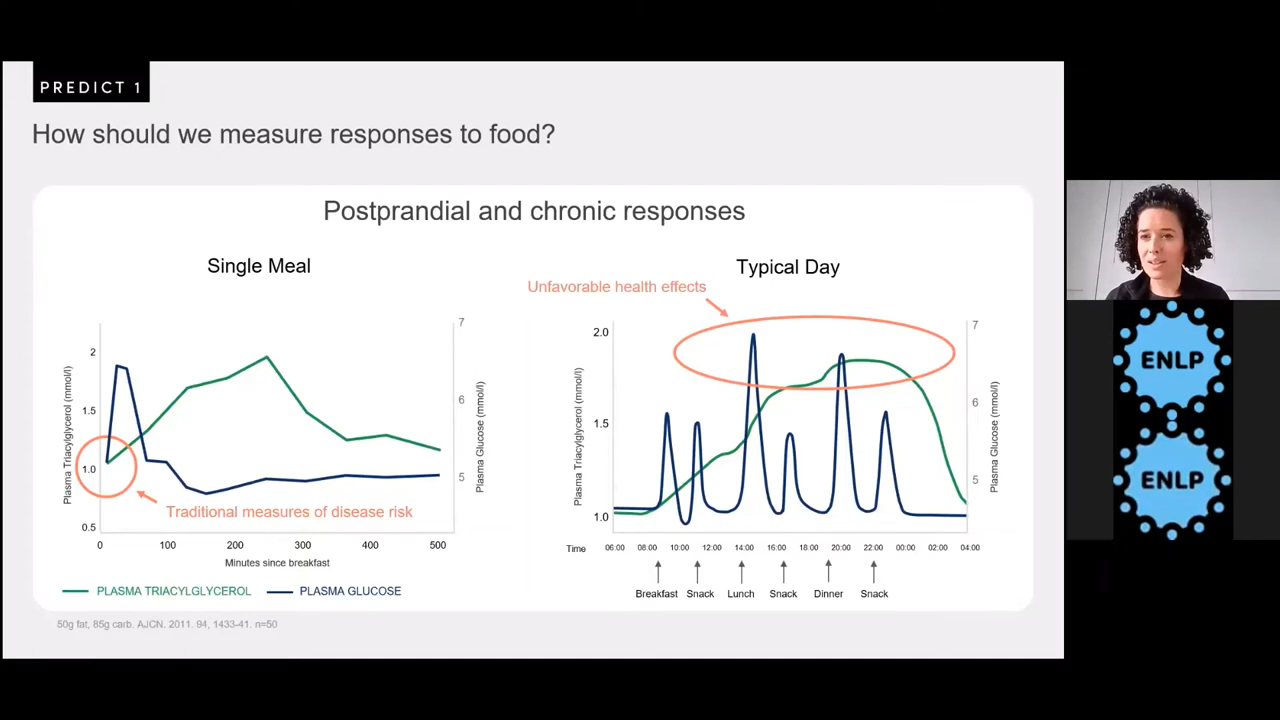 PREDICT 1
How should we measure responses to food?
Postprandial and chronic responses
Single Meal
Typical Day
Unfavorable health effects
Plasma Triacylglycerol (mmol/l)
2
1.5
1.0
0.5
7
6
5
Plasma Glucose (mmol/l)
Traditional measures of disease risk
0 100 200 300 400 500
Minutes since breakfast
PLASMA TRIACYLGLYCEROL PLASMA GLUCOSE
Plasma Triacylglycerol (mmol/l)
2.0
1.5
1.0
7
6
5
Plasma Glucose (mmol/l)
Time 06:00 08:00 10:00 12:00 14:00 16:00 18:00 20:00 22:00 00:00 02:00 04:00
Breakfast Snack Lunch Snack Dinner Snack
50g fat, 85g carb. AJCN. 2011. 94, 1433-41. n=50
ENLP
ENLP